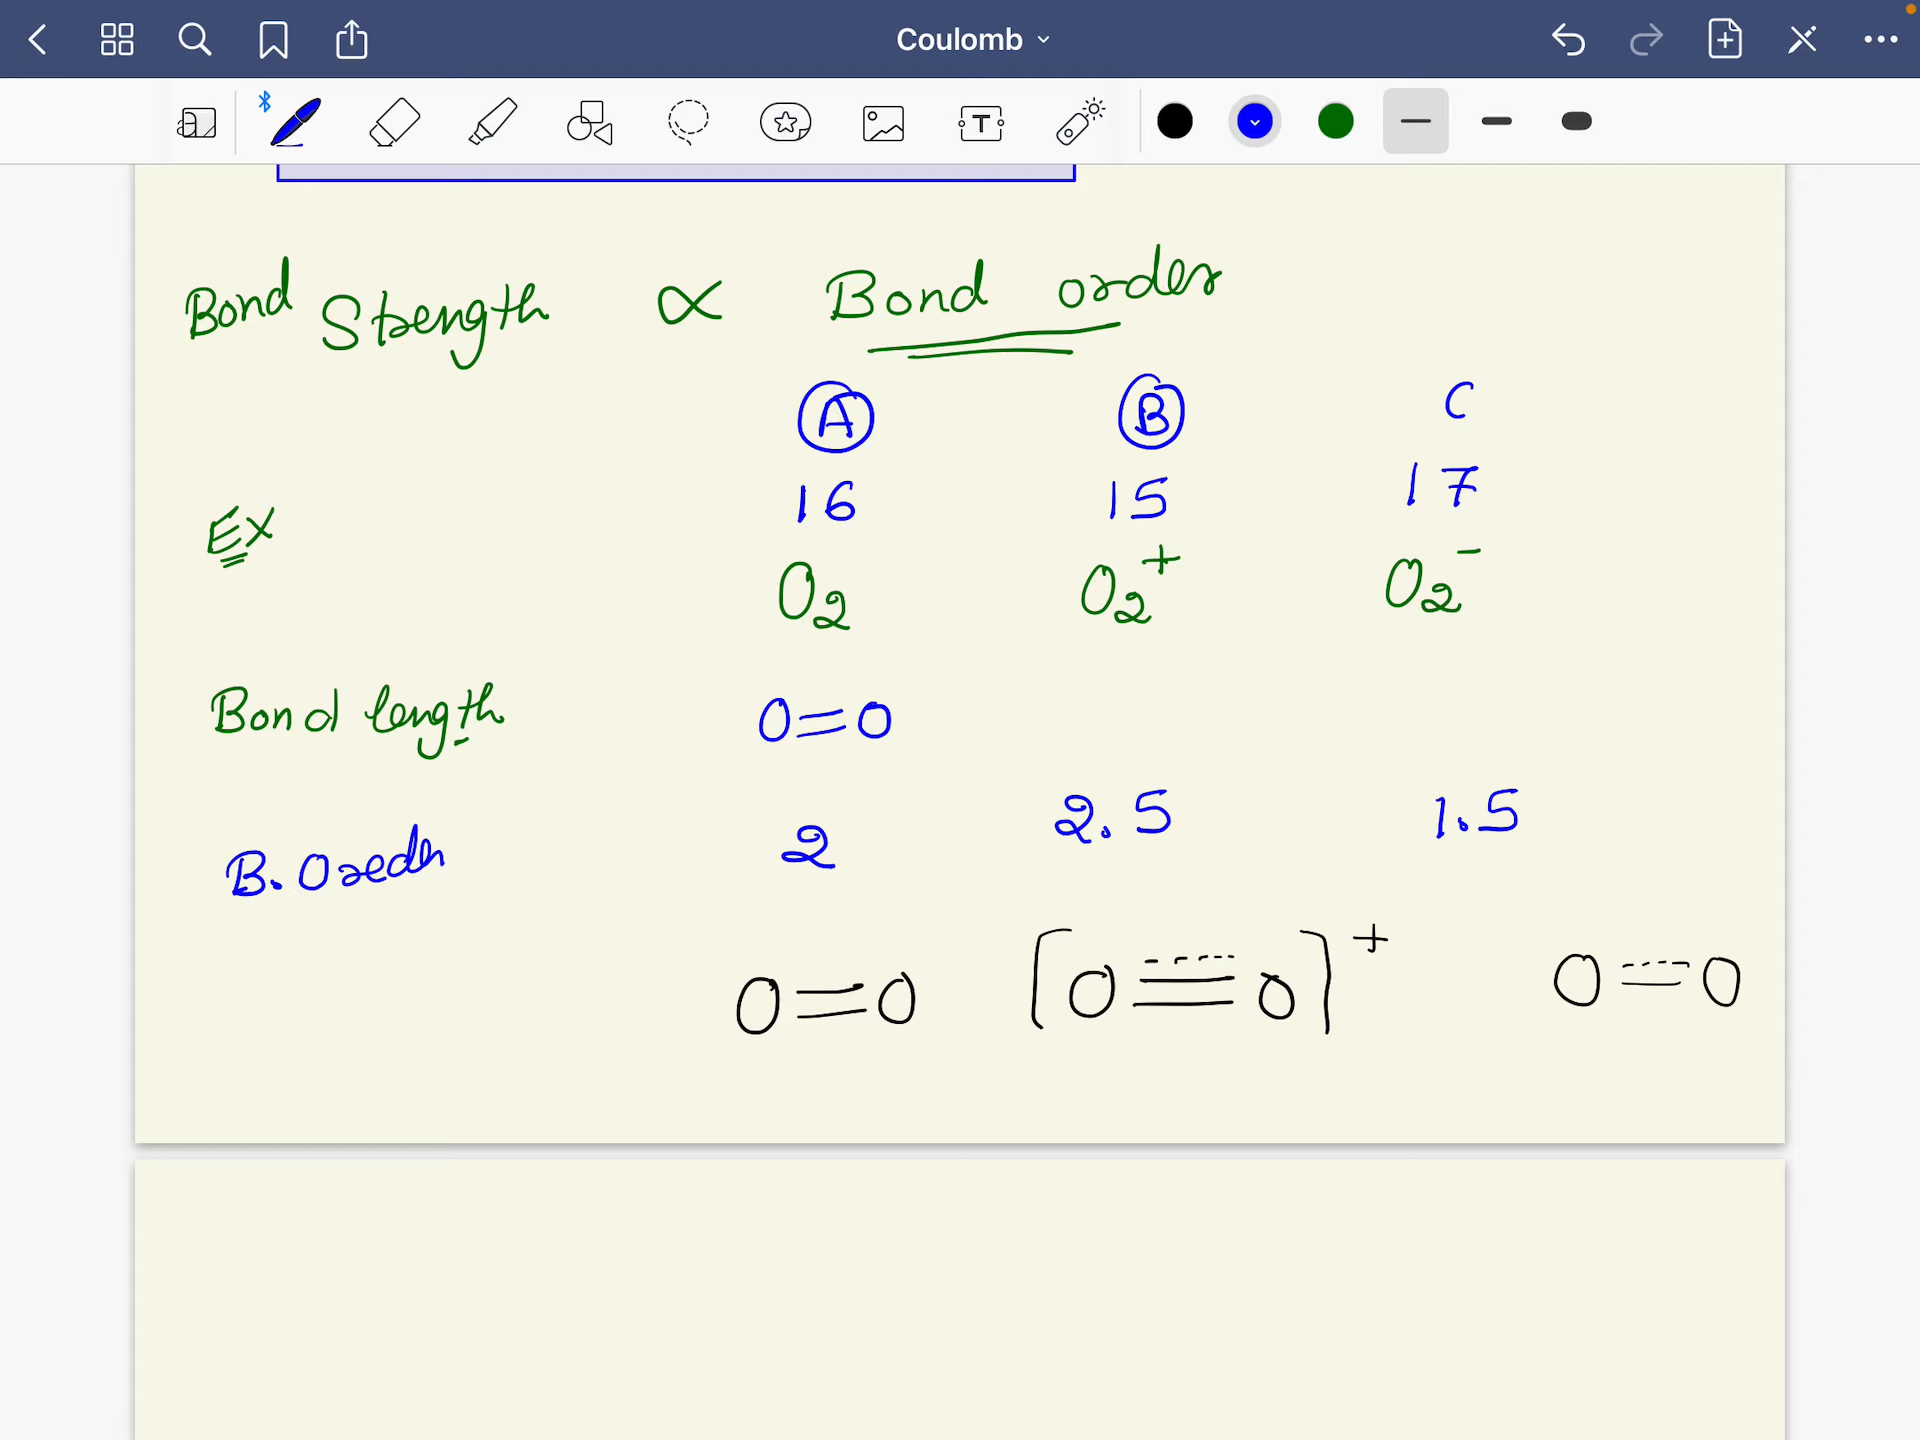 Coulomb
T
Bond Strength ∝ Bond order
A B C
16 15 17
Ex
O₂ O₂⁺ O₂⁻
Bond length O=O
B. Oredr 2 2.5 1.5
O=O [O≡O]⁺ O=O